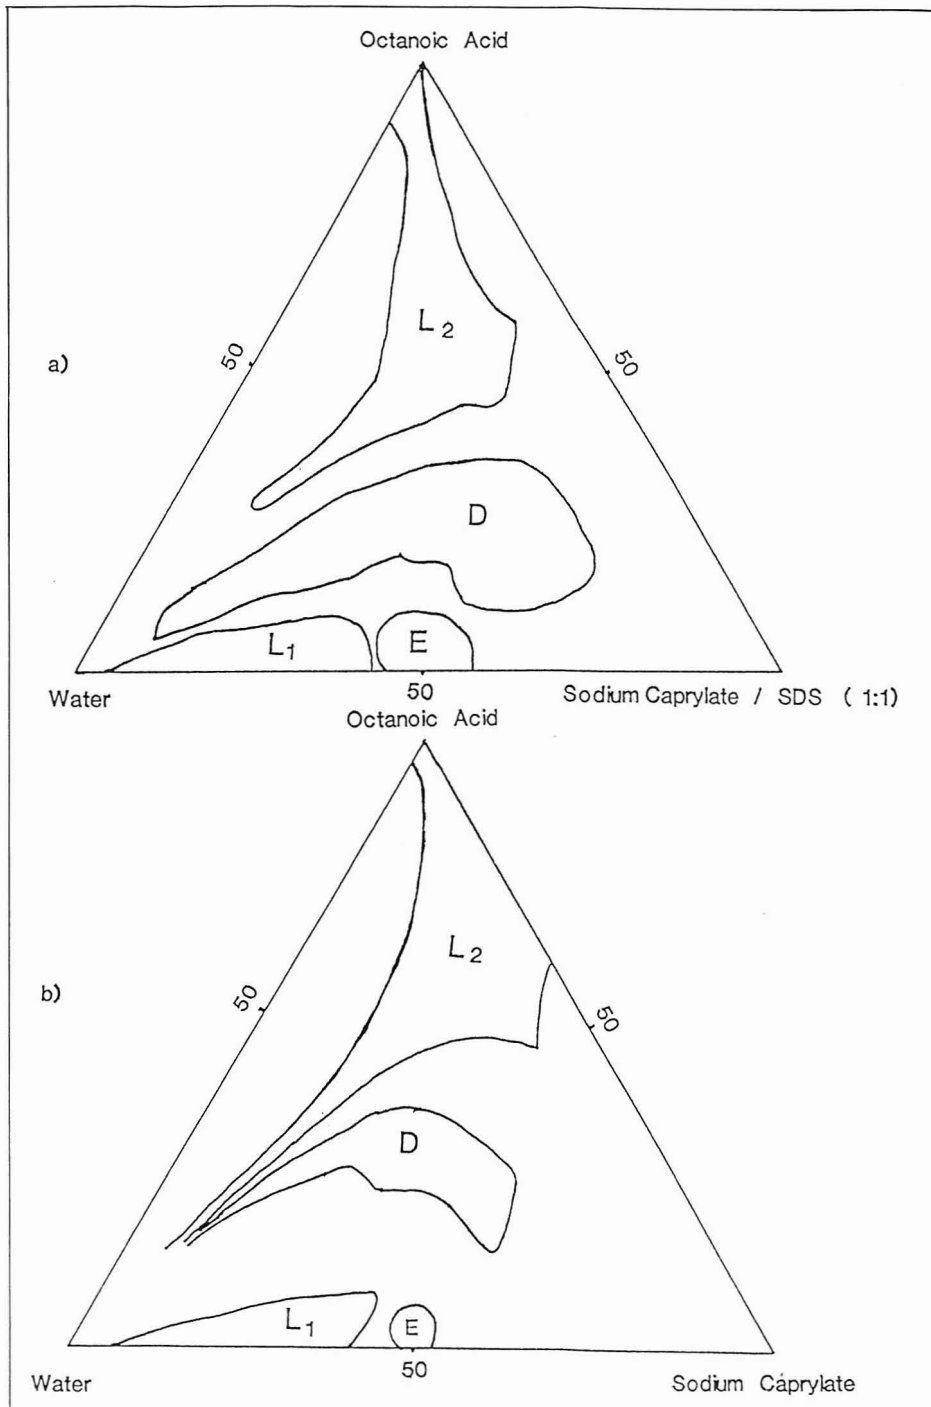 Octanoic Acid
L2
50
50
a)
D
L1
E
Water
50
Sodium Caprylate / SDS ( 1:1)
Octanoic Acid
L2
b)
50
50
D
L1
E
Water
50
Sodium Caprylate